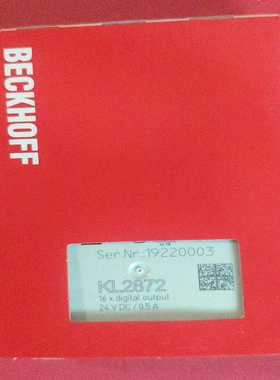 BECKHOFF
Ser.Nr.:19220003
KL2872
16 x digital output
24 V DC / 0.5 A